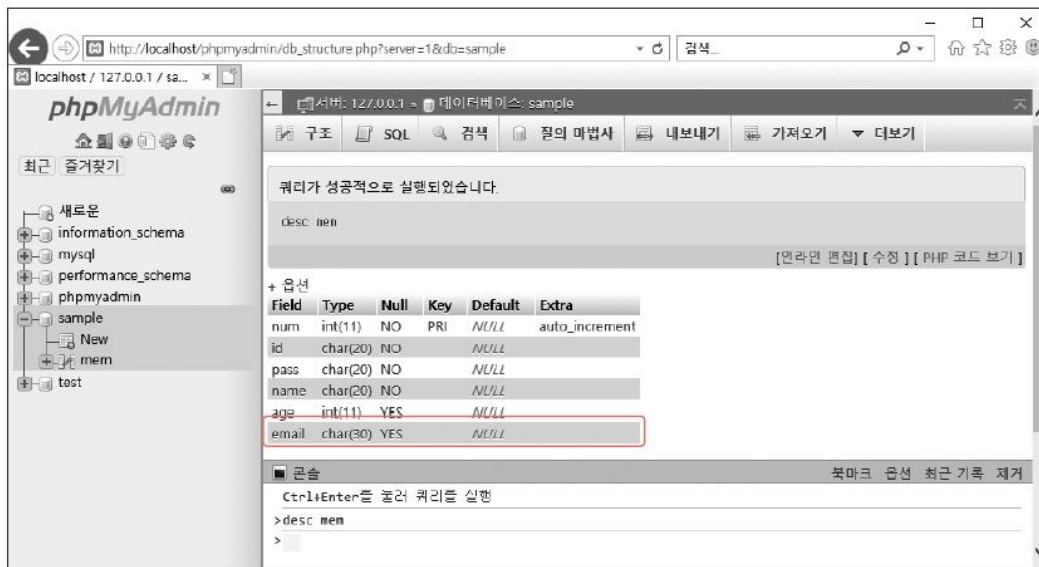 http://localhost/phpmyadmin/db_structure.php?server=1&db=sample
검색...
localhost / 127.0.0.1 / sa...
phpMyAdmin
최근 즐겨찾기
새로운
information_schema
mysql
performance_schema
phpmyadmin
sample
New
mem
test
서버: 127.0.0.1 » 데이터베이스: sample
구조 SQL 검색 질의 마법사 내보내기 가져오기 더보기
쿼리가 성공적으로 실행되었습니다.
desc mem
[인라인 편집] [ 수정 ] [ PHP 코드 보기 ]
+ 옵션
Field Type Null Key Default Extra
num int(11) NO PRI NULL auto_increment
id char(20) NO NULL
pass char(20) NO NULL
name char(20) NO NULL
age int(11) YES NULL
email char(30) YES NULL
콘솔 북마크 옵션 최근 기록 제거
Ctrl+Enter를 눌러 쿼리를 실행
>desc mem
>